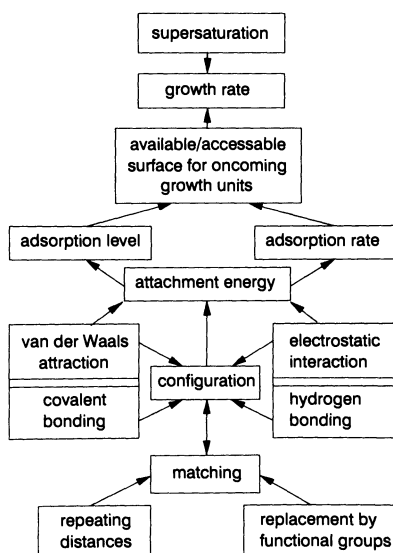 supersaturation
growth rate
available/accessable
surface for oncoming
growth units
adsorption level
adsorption rate
attachment energy
van der Waals
attraction
electrostatic
interaction
configuration
covalent
bonding
hydrogen
bonding
matching
repeating
distances
replacement by
functional groups